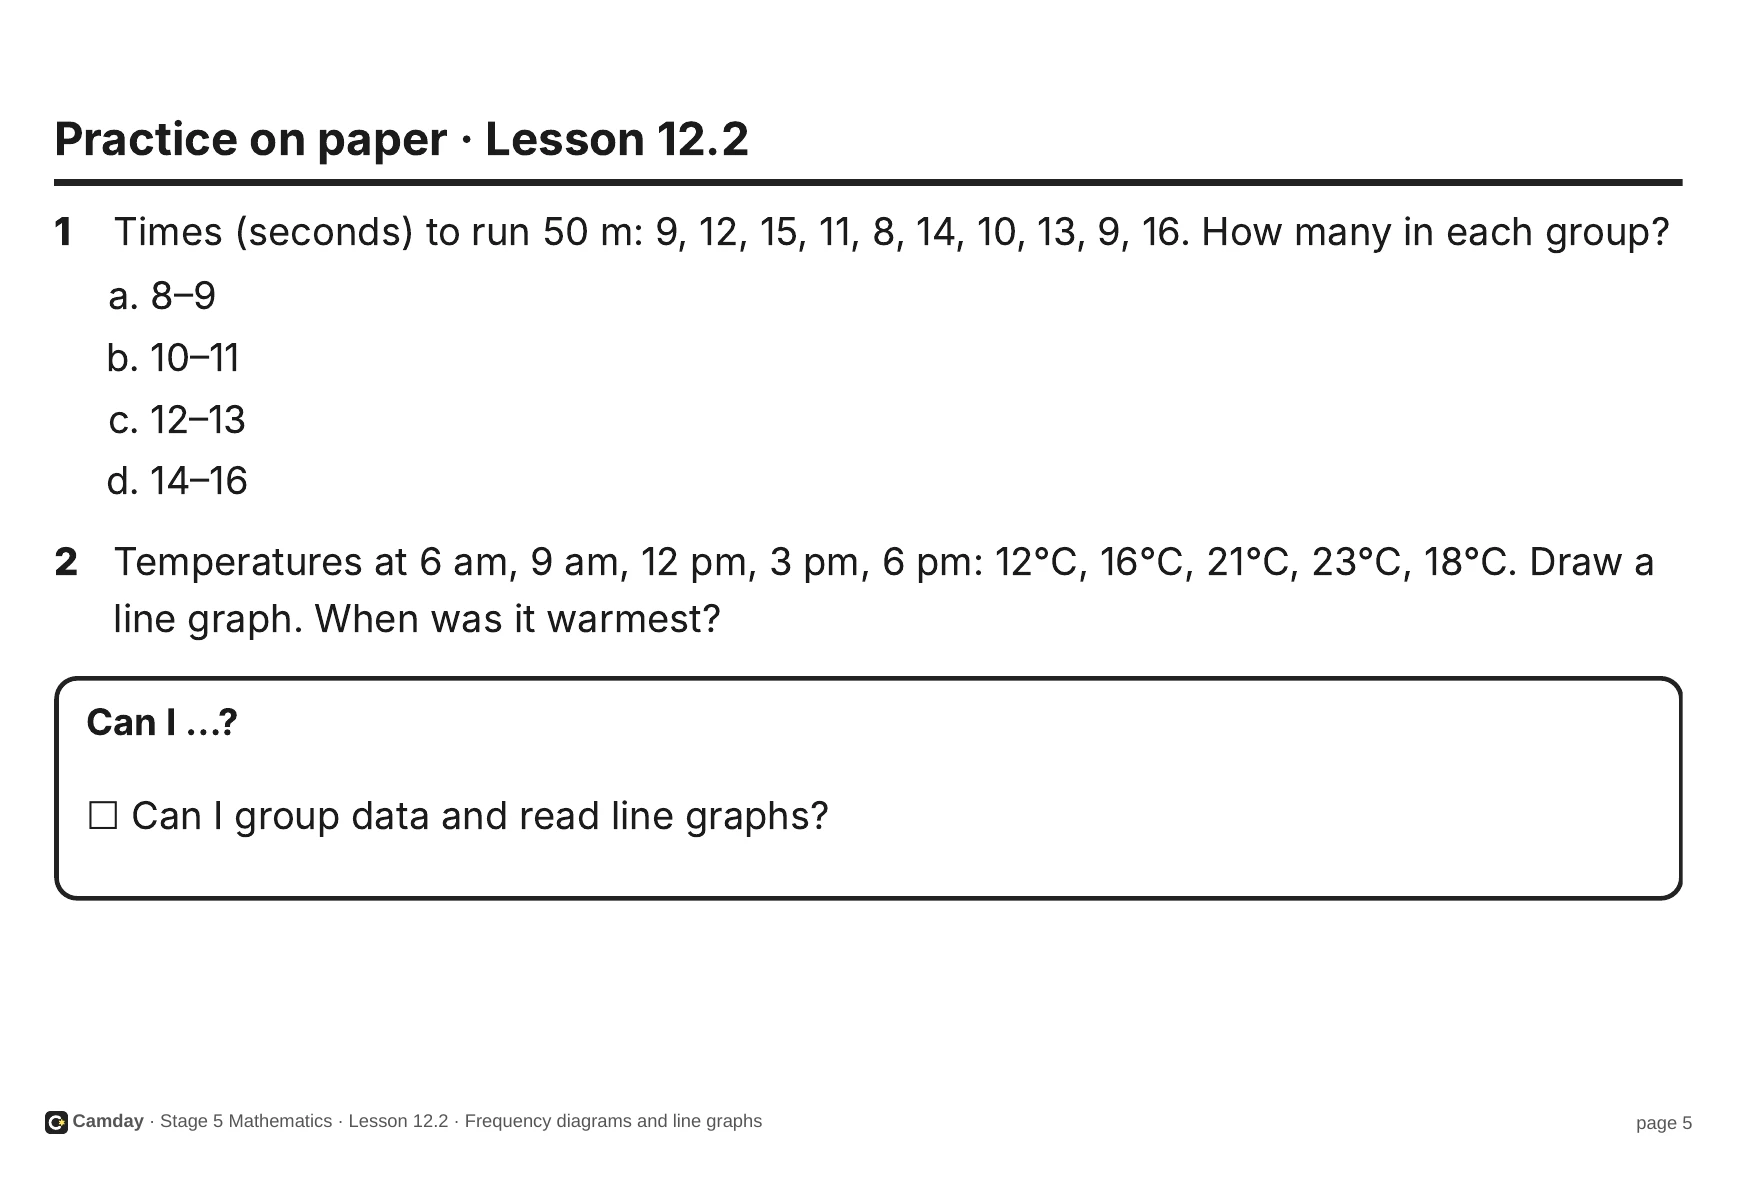 Practice on paper · Lesson 12.2
1 Times (seconds) to run 50 m: 9, 12, 15, 11, 8, 14, 10, 13, 9, 16. How many in each group?
a. 8–9
b. 10–11
c. 12–13
d. 14–16
2 Temperatures at 6 am, 9 am, 12 pm, 3 pm, 6 pm: 12°C, 16°C, 21°C, 23°C, 18°C. Draw a
line graph. When was it warmest?
Can I …?
☐ Can I group data and read line graphs?
Camday · Stage 5 Mathematics · Lesson 12.2 · Frequency diagrams and line graphs
page 5